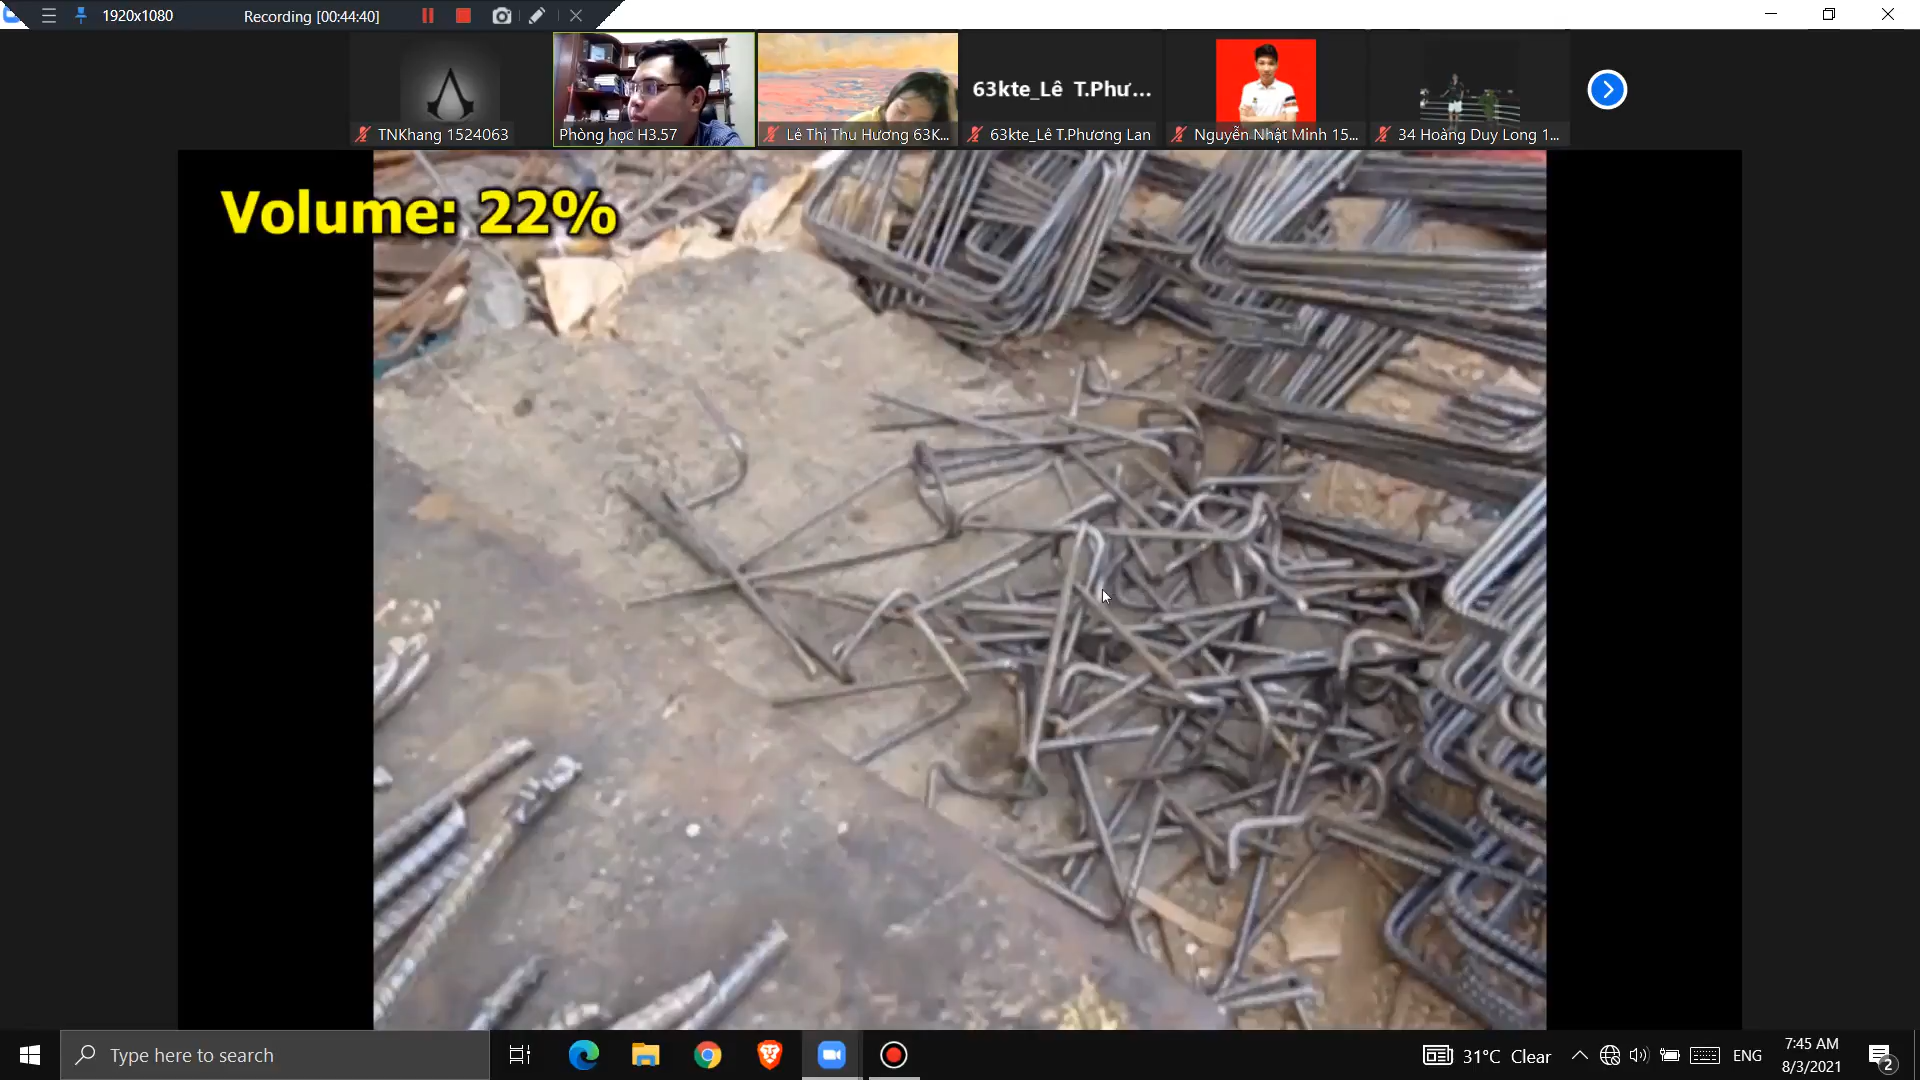 1920x1080
Recording [00:44:40]
63kte_Lê T.Phư...
TNKhang 1524063
Phòng học H3.57
Lê Thị Thu Hương 63K...
63kte_Lê T.Phương Lan
Nguyễn Nhật Minh 15...
34 Hoàng Duy Long 1...
Volume: 22%
Type here to search
31°C Clear
ENG
7:45 AM
8/3/2021
2